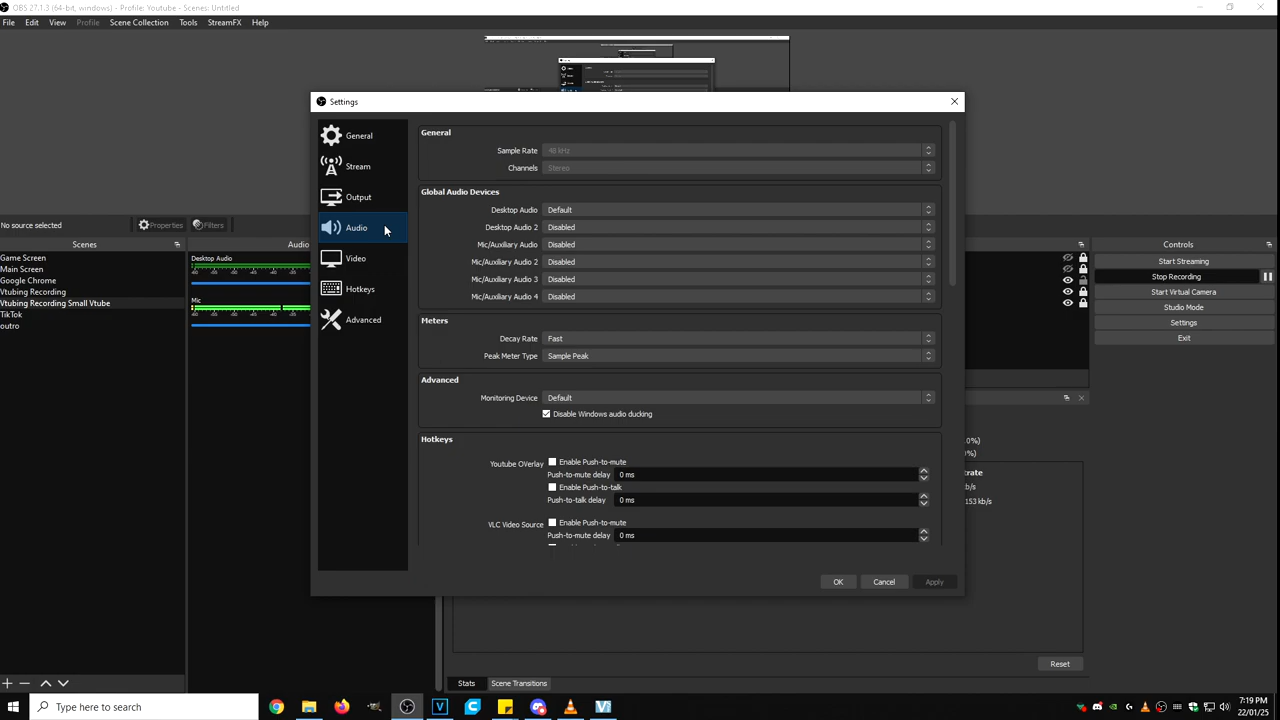 OBS 27.1.3 (64-bit, windows) - Profile: Youtube - Scenes: Untitled
File Edit View Profile Scene Collection Tools StreamFX Help
Settings
General
Stream
Output
Audio
Video
Hotkeys
Advanced
General
Sample Rate 48 kHz
Channels Stereo
Global Audio Devices
Desktop Audio Default
Desktop Audio 2 Disabled
Mic/Auxiliary Audio Disabled
Mic/Auxiliary Audio 2 Disabled
Mic/Auxiliary Audio 3 Disabled
Mic/Auxiliary Audio 4 Disabled
Meters
Decay Rate Fast
Peak Meter Type Sample Peak
Advanced
Monitoring Device Default
Disable Windows audio ducking
Hotkeys
Youtube OVerlay Enable Push-to-mute
Push-to-mute delay 0 ms
Enable Push-to-talk
Push-to-talk delay 0 ms
VLC Video Source Enable Push-to-mute
Push-to-mute delay 0 ms
OK Cancel Apply
No source selected Properties Filters
Scenes
Game Screen
Main Screen
Google Chrome
Vtubing Recording
Vtubing Recording Small Vtube
TikTok
outro
Audio
Desktop Audio
Mic
Controls
Start Streaming
Stop Recording
Start Virtual Camera
Studio Mode
Settings
Exit
.0%)
%)
trate
kb/s
153 kb/s
Reset
Stats Scene Transitions
Type here to search
7:19 PM
22/01/25